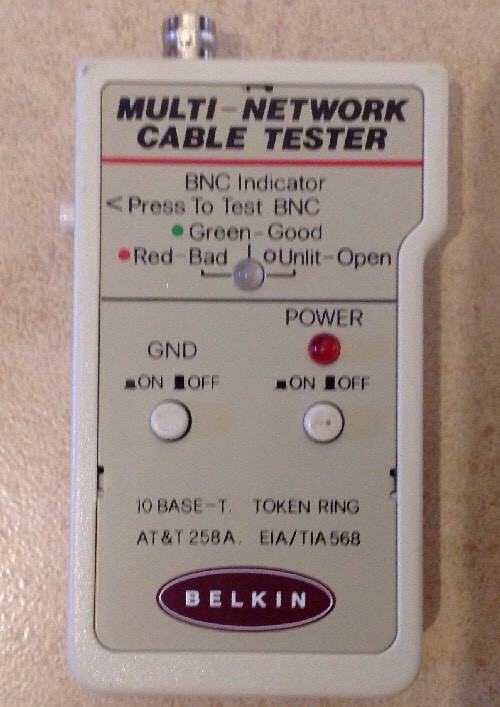 MULTI-NETWORK
CABLE TESTER
BNC Indicator
< Press To Test BNC
Green-Good
Red-Bad Unlit-Open
POWER
GND
ON OFF ON OFF
10 BASE-T. TOKEN RING
AT&T 258A. EIA/TIA 568
BELKIN